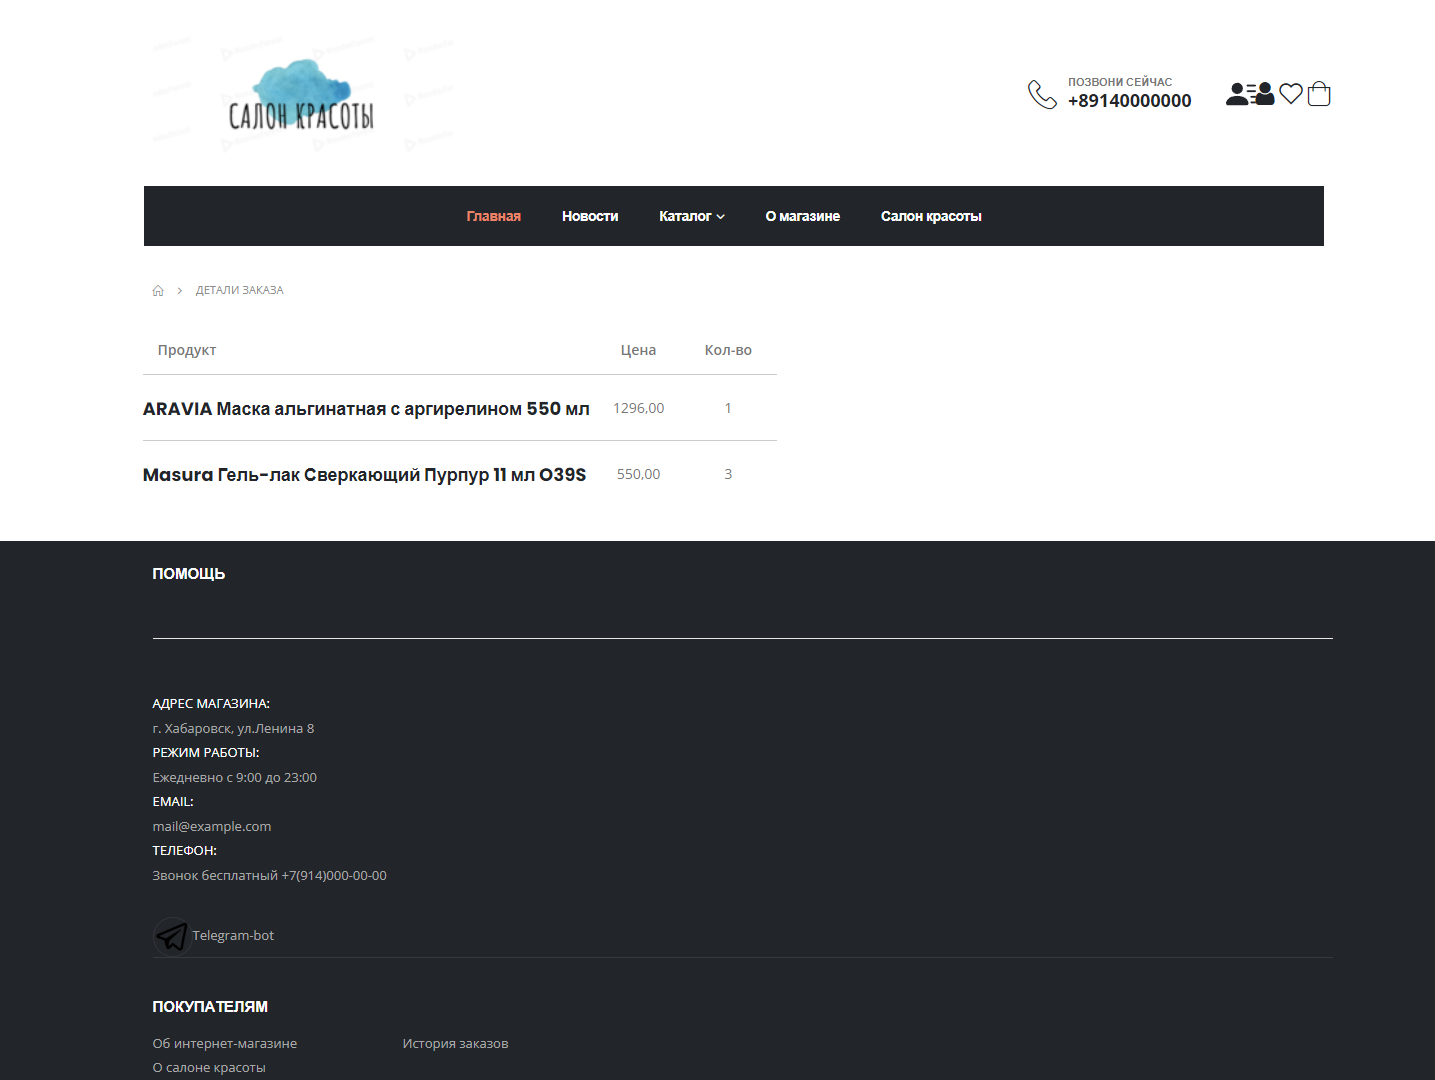 САЛОН КРАСОТЫ
ПОЗВОНИ СЕЙЧАС
+89140000000
Главная Новости Каталог О магазине Салон красоты
ДЕТАЛИ ЗАКАЗА
Продукт Цена Кол-во
ARAVIA Маска альгинатная с аргирелином 550 мл 1296,00 1
Masura Гель-лак Сверкающий Пурпур 11 мл О39S 550,00 3
ПОМОЩЬ
АДРЕС МАГАЗИНА:
г. Хабаровск, ул.Ленина 8
РЕЖИМ РАБОТЫ:
Ежедневно с 9:00 до 23:00
EMAIL:
mail@example.com
ТЕЛЕФОН:
Звонок бесплатный +7(914)000-00-00
Telegram-bot
ПОКУПАТЕЛЯМ
Об интернет-магазине История заказов
О салоне красоты